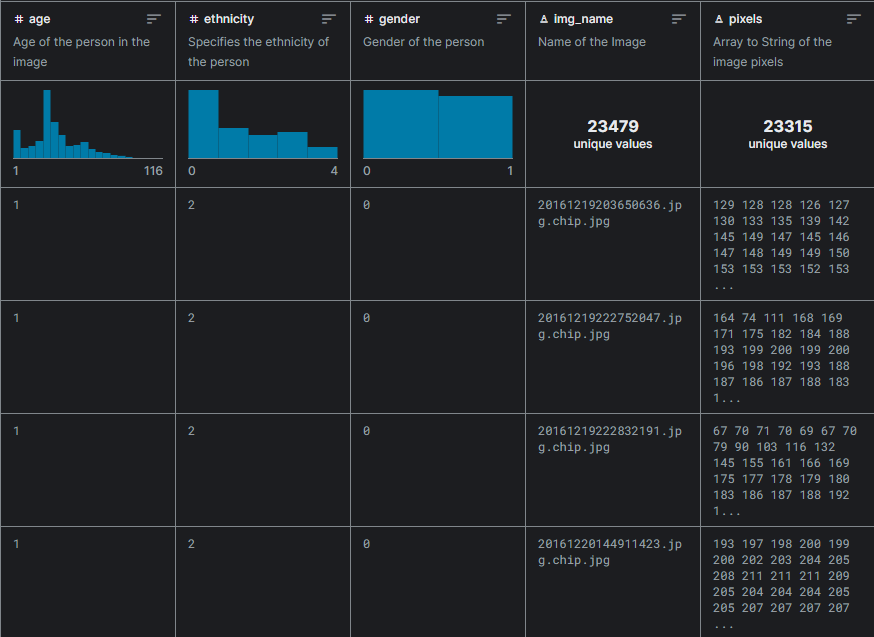 # age
Age of the person in the
image
# ethnicity
Specifies the ethnicity of
the person
# gender
Gender of the person
img_name
Name of the Image
pixels
Array to String of the
image pixels
1 116
0 4
0 1
23479
unique values
23315
unique values
1
2
0
20161219203650636.jp
g.chip.jpg
129 128 128 126 127
130 133 135 139 142
145 149 147 145 146
147 148 149 149 150
153 153 153 152 153
...
1
2
0
20161219222752047.jp
g.chip.jpg
164 74 111 168 169
171 175 182 184 188
193 199 200 199 200
196 198 192 193 188
187 186 187 188 183
1...
1
2
0
20161219222832191.jp
g.chip.jpg
67 70 71 70 69 67 70
79 90 103 116 132
145 155 161 166 169
175 177 178 179 180
183 186 187 188 192
1...
1
2
0
20161220144911423.jp
g.chip.jpg
193 197 198 200 199
200 202 203 204 205
208 211 211 211 209
205 204 204 204 205
205 207 207 207 207
...